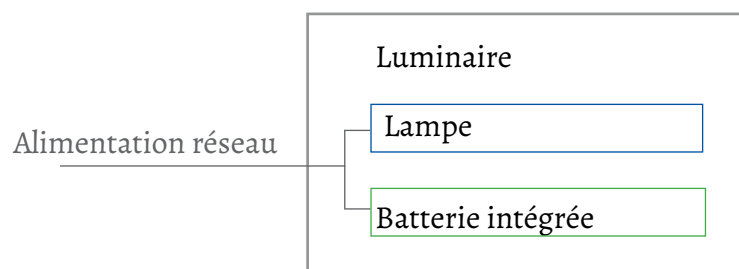 Luminaire
Lampe
Alimentation réseau
Batterie intégrée